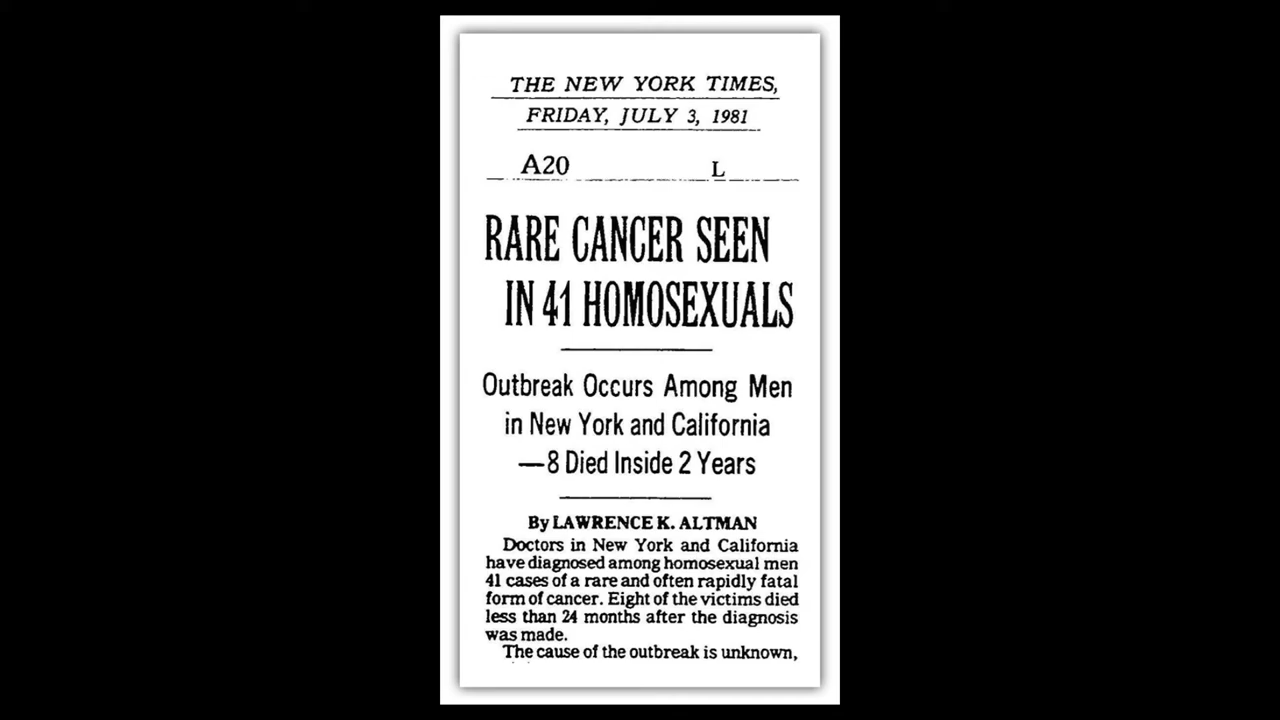 THE NEW YORK TIMES,
FRIDAY, JULY 3, 1981
A20 L
RARE CANCER SEEN
IN 41 HOMOSEXUALS
Outbreak Occurs Among Men
in New York and California
—8 Died Inside 2 Years
By LAWRENCE K. ALTMAN
Doctors in New York and California
have diagnosed among homosexual men
41 cases of a rare and often rapidly fatal
form of cancer. Eight of the victims died
less than 24 months after the diagnosis
was made.
The cause of the outbreak is unknown,